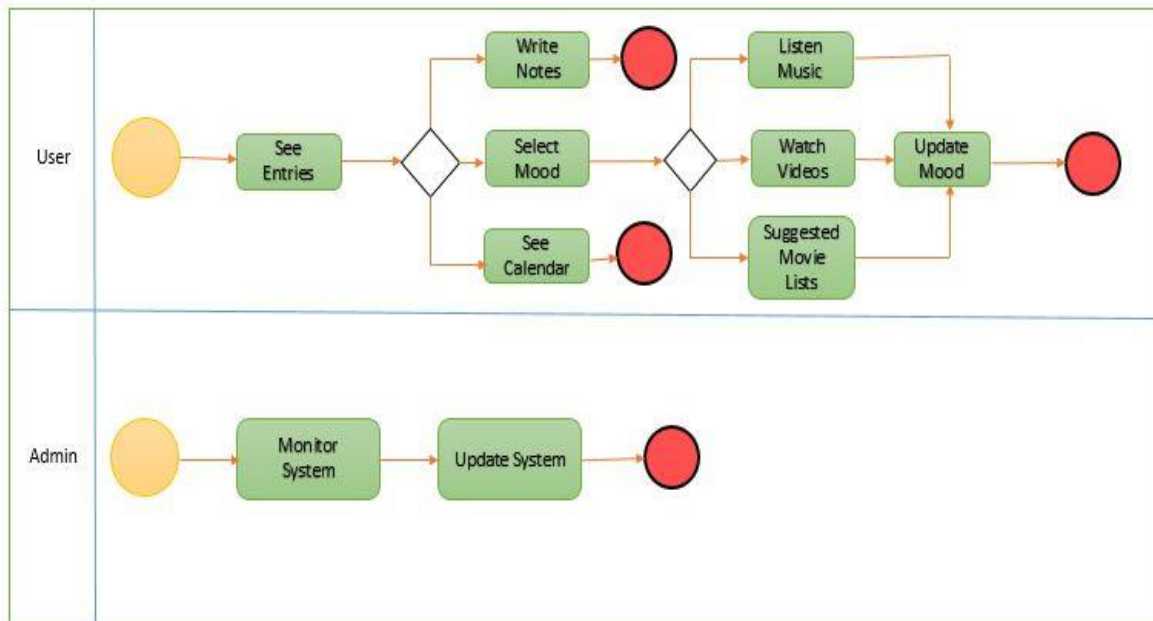 User
See
Entries
Write
Notes
Select
Mood
See
Calendar
Listen
Music
Watch
Videos
Suggested
Movie
Lists
Update
Mood
Admin
Monitor
System
Update System